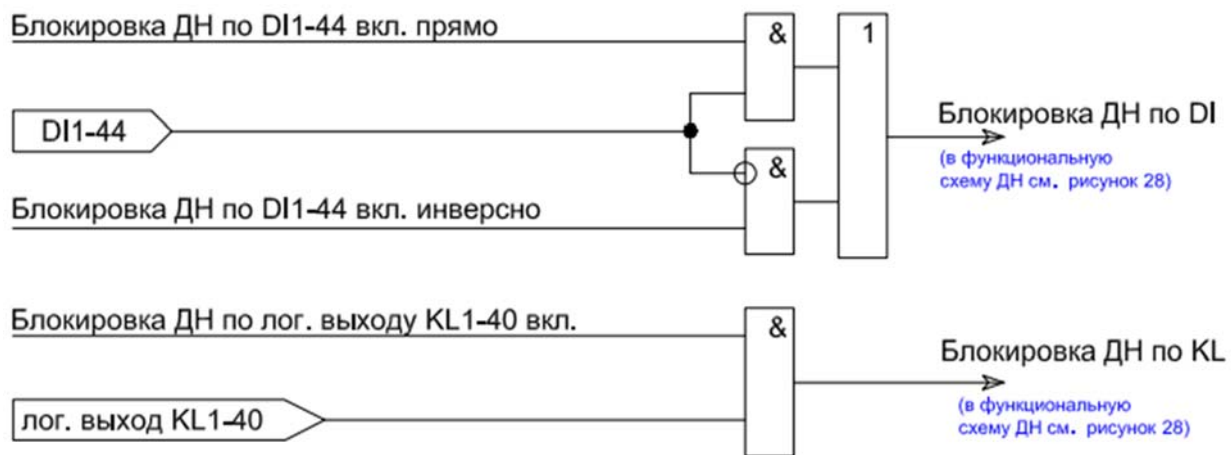 Блокировка ДН по DI1-44 вкл. прямо
&
1
DI1-44
Блокировка ДН по DI
(в функциональную
схему ДН см. рисунок 28)
&
Блокировка ДН по DI1-44 вкл. инверсно
Блокировка ДН по лог. выходу KL1-40 вкл.
&
Блокировка ДН по KL
(в функциональную
схему ДН см. рисунок 28)
лог. выход KL1-40